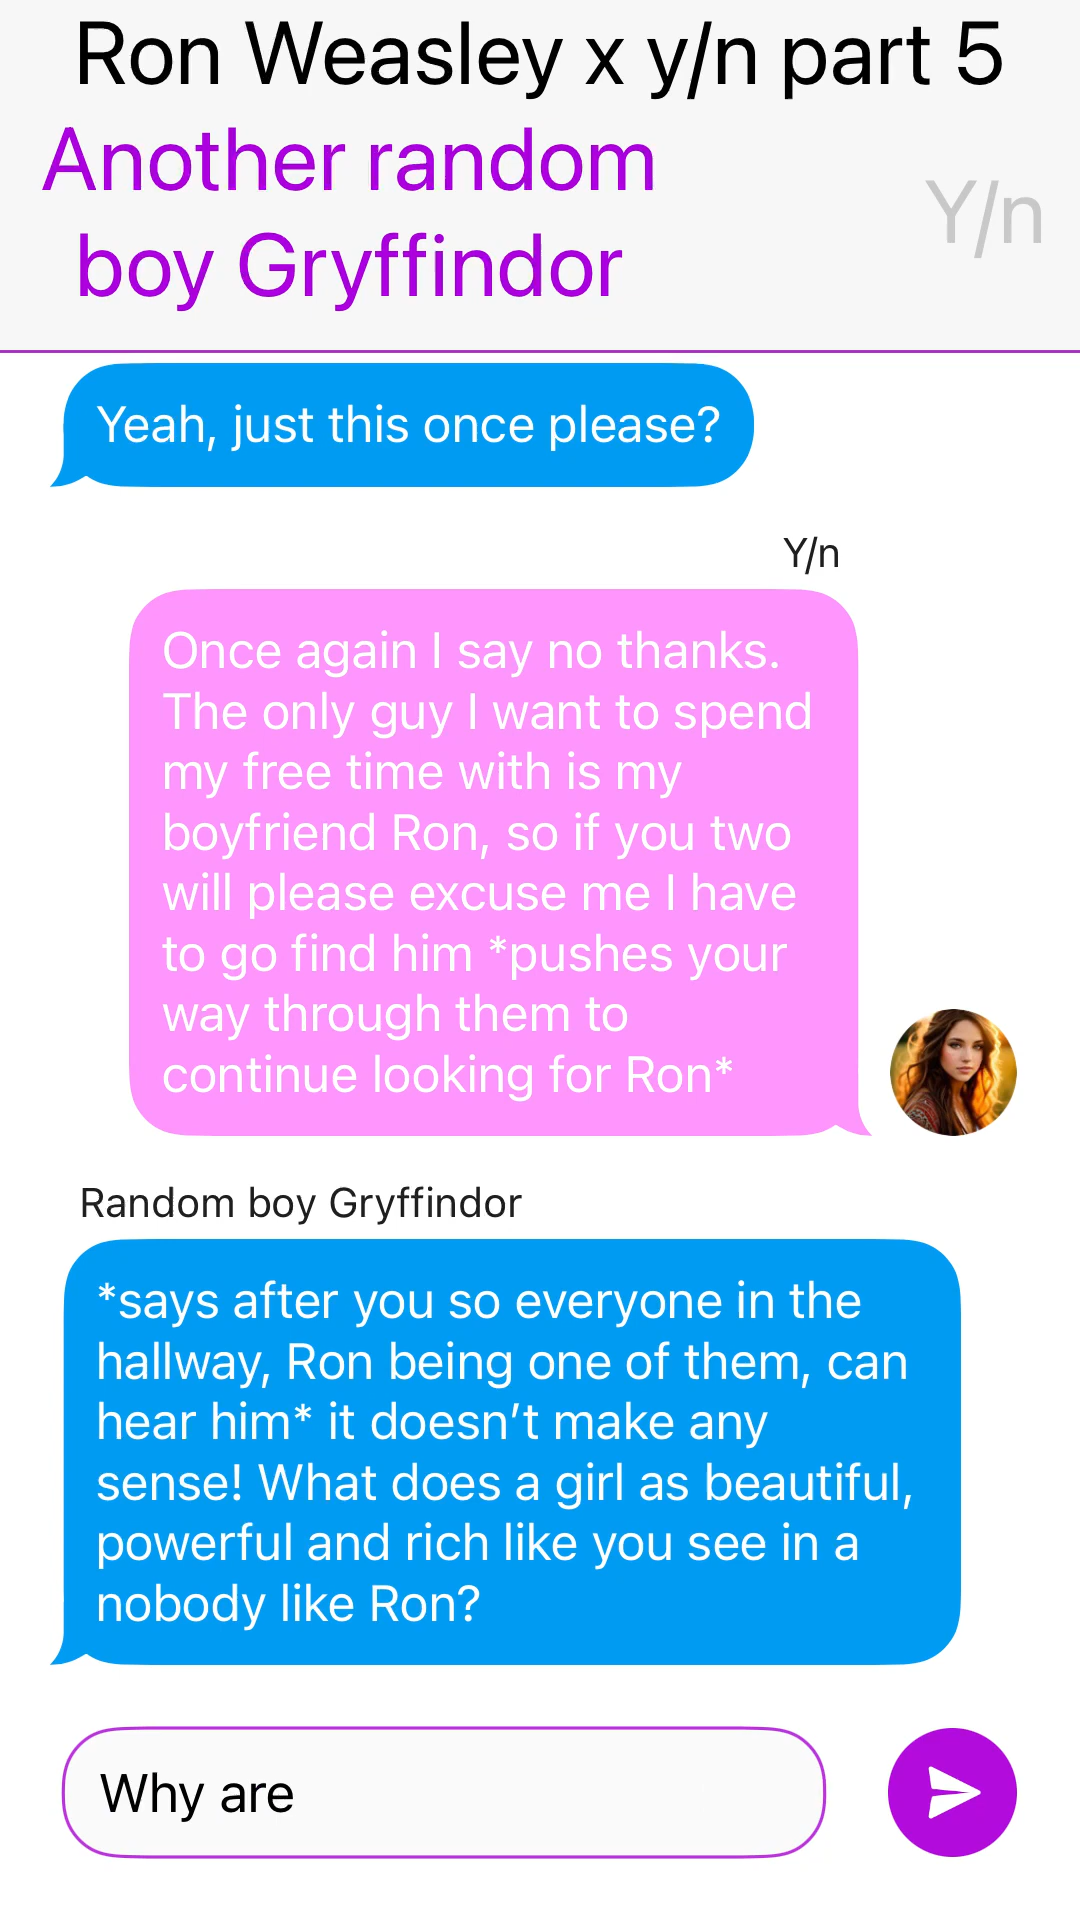 Ron Weasley x y/n part 5
Another random
boy Gryffindor
Y/n
Yeah, just this once please?
Y/n
Once again I say no thanks.
The only guy I want to spend
my free time with is my
boyfriend Ron, so if you two
will please excuse me I have
to go find him *pushes your
way through them to
continue looking for Ron*
Random boy Gryffindor
*says after you so everyone in the
hallway, Ron being one of them, can
hear him* it doesn’t make any
sense! What does a girl as beautiful,
powerful and rich like you see in a
nobody like Ron?
Why are